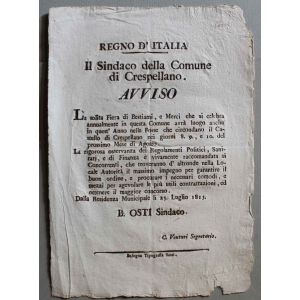 REGNO D'ITALIA
Il Sindaco della Comune
di Crespellano.
AVVISO
La solita Fiera di Bestiami, e Merci che si celebra
annualmente in questa Comune avrà luogo anche
in quest' Anno nelle Fosse che circondano il Ca-
stello di Crespellano nei giorni 8. 9. e 10. del
prossimo Mese di Agosto.
La rigorosa osservanza dei Regolamenti Politici, Sani-
tarj, e di Finanza è vivamente raccomandata ai
Concorrenti, che troveranno d' altronde nella Lo-
cale Autorità il massimo impegno per garantire il
buon ordine, e procurare i necessarj comodi, e
mezzi per agevolare le più utili contrattazioni, ed
ottenere il maggior concorso.
Dalla Residenza Municipale li 25. Luglio 1813.
B. OSTI Sindaco.
C. Venturi Segretario.
Bologna Tipografia Sassi.